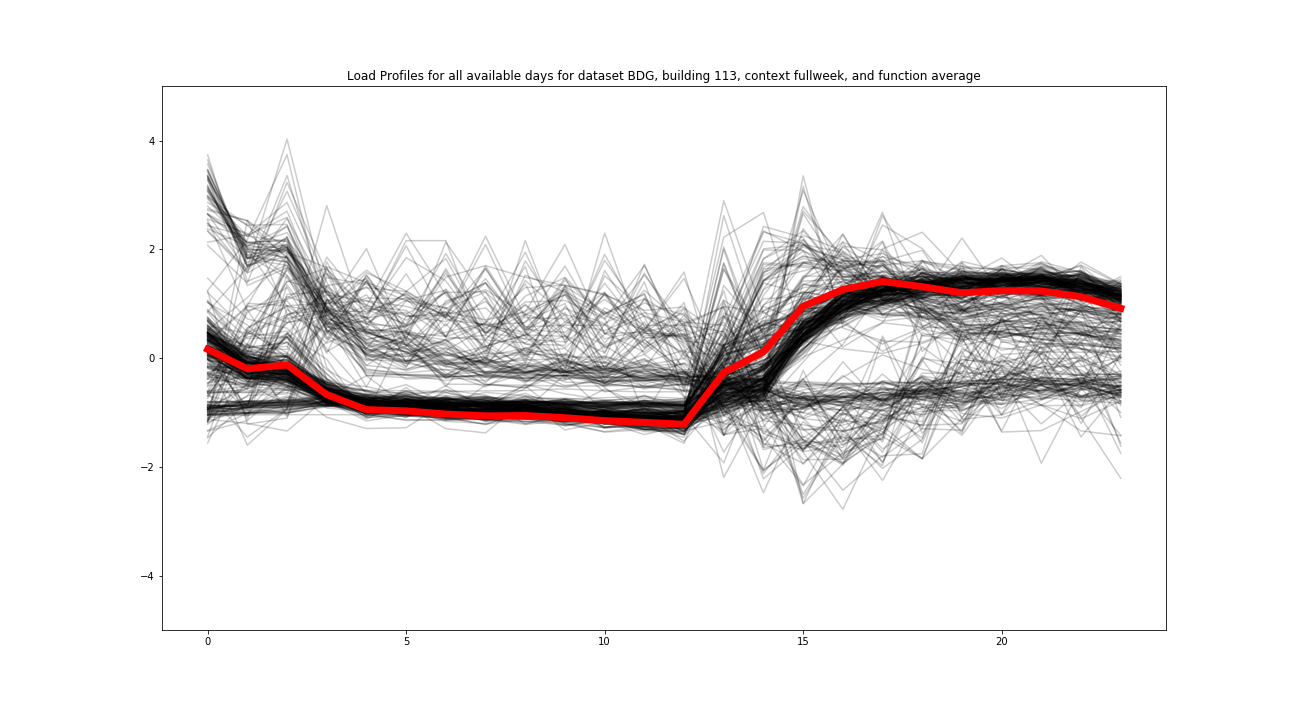 Load Profiles for all available days for dataset BDG, building 113, context fullweek, and function average
4
2
0
−2
−4
0 5 10 15 20